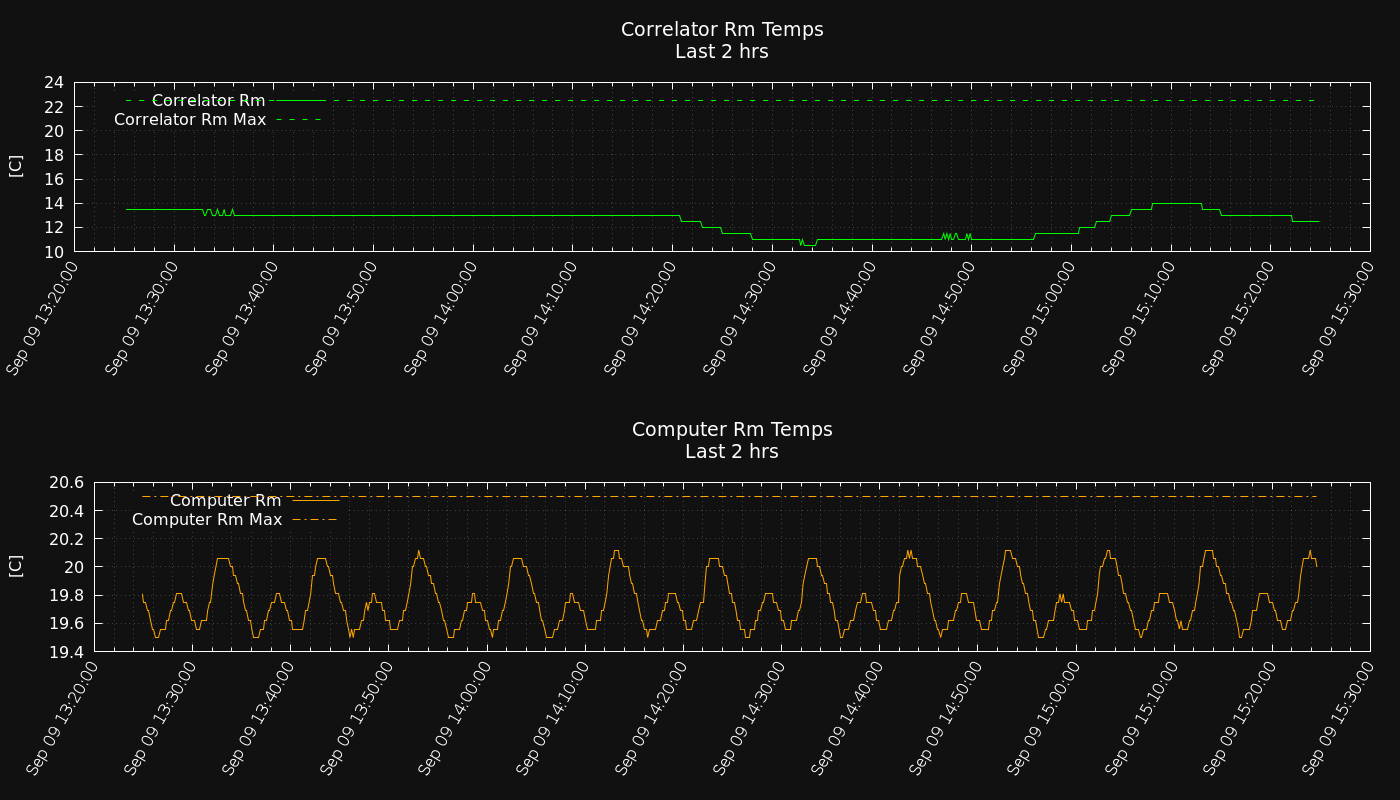 Correlator Rm Temps
Last 2 hrs
24
22
20
18
16
14
12
10
[C]
Correlator Rm
Correlator Rm Max
Sep 09 13:20:00
Sep 09 13:30:00
Sep 09 13:40:00
Sep 09 13:50:00
Sep 09 14:00:00
Sep 09 14:10:00
Sep 09 14:20:00
Sep 09 14:30:00
Sep 09 14:40:00
Sep 09 14:50:00
Sep 09 15:00:00
Sep 09 15:10:00
Sep 09 15:20:00
Sep 09 15:30:00
Computer Rm Temps
Last 2 hrs
20.6
20.4
20.2
20
19.8
19.6
19.4
[C]
Computer Rm
Computer Rm Max
Sep 09 13:20:00
Sep 09 13:30:00
Sep 09 13:40:00
Sep 09 13:50:00
Sep 09 14:00:00
Sep 09 14:10:00
Sep 09 14:20:00
Sep 09 14:30:00
Sep 09 14:40:00
Sep 09 14:50:00
Sep 09 15:00:00
Sep 09 15:10:00
Sep 09 15:20:00
Sep 09 15:30:00